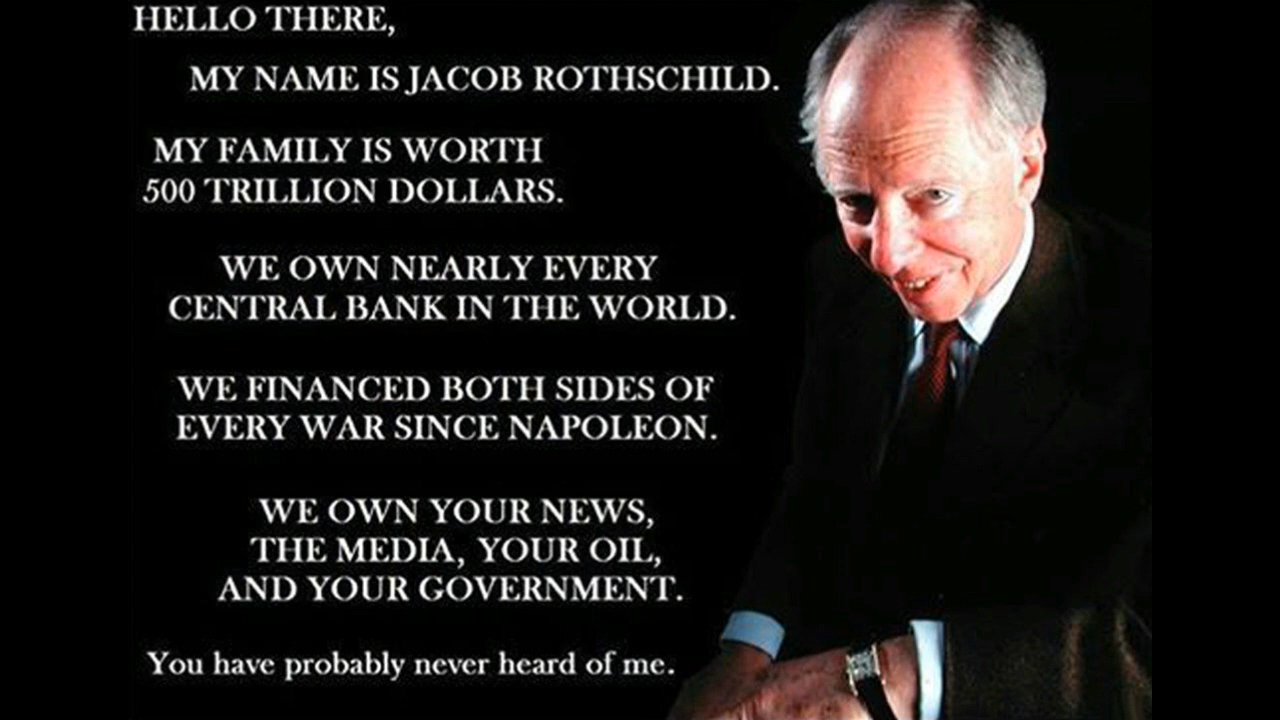 HELLO THERE,
MY NAME IS JACOB ROTHSCHILD.
MY FAMILY IS WORTH
500 TRILLION DOLLARS.
WE OWN NEARLY EVERY
CENTRAL BANK IN THE WORLD.
WE FINANCED BOTH SIDES OF
EVERY WAR SINCE NAPOLEON.
WE OWN YOUR NEWS,
THE MEDIA, YOUR OIL,
AND YOUR GOVERNMENT.
You have probably never heard of me.